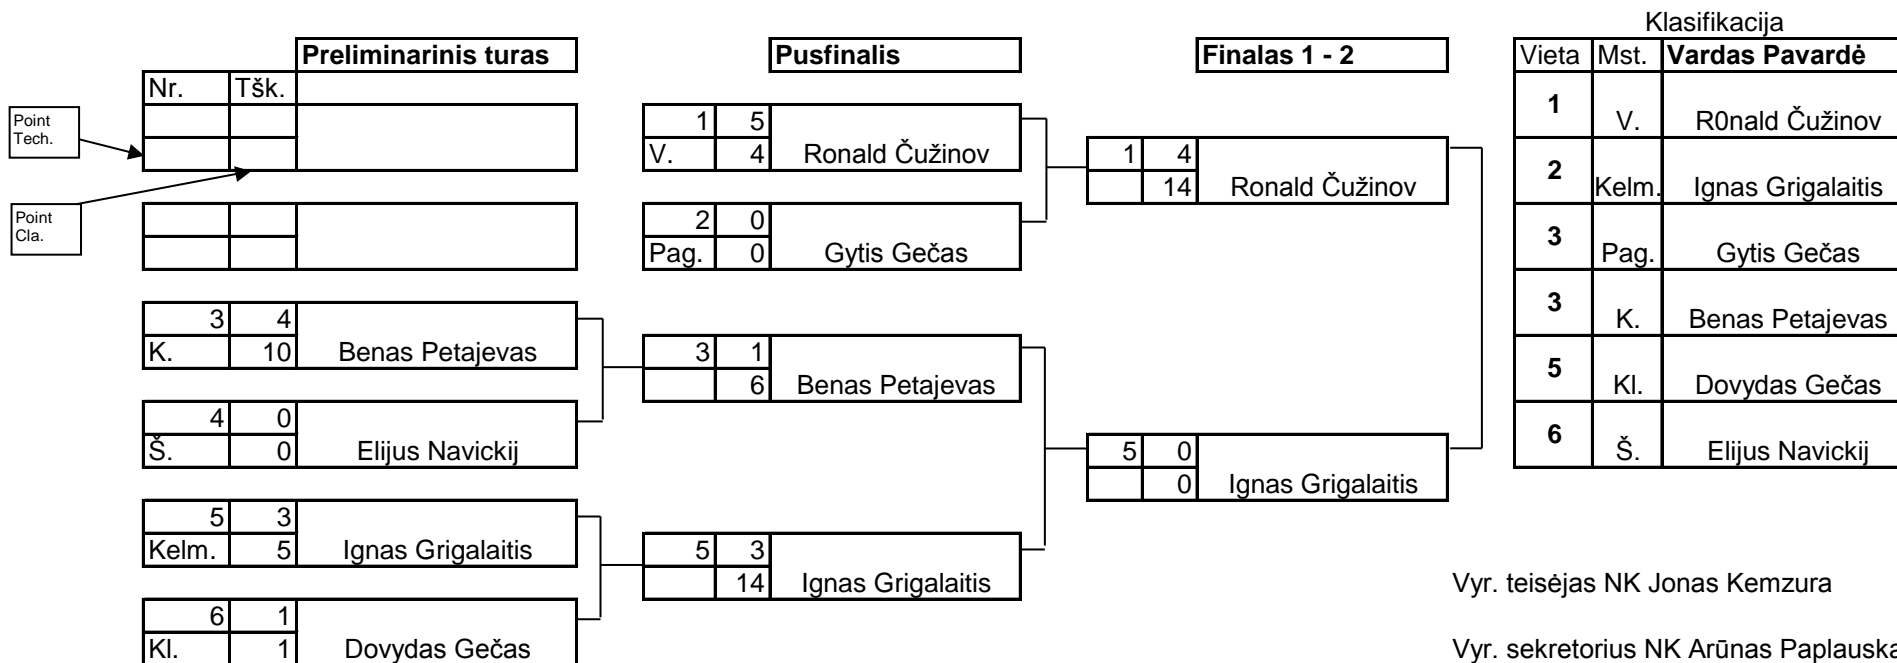 Klasifikacija
Preliminarinis turas Pusfinalis Finalas 1 - 2 Vieta Mst. Vardas Pavardė
Nr. Tšk.
Point
Tech.
Point
Cla.
3 4
K. 10 Benas Petajevas
4 0
Š. 0 Elijus Navickij
5 3
Kelm. 5 Ignas Grigalaitis
6 1
Kl. 1 Dovydas Gečas
1 5
V. 4 Ronald Čužinov
2 0
Pag. 0 Gytis Gečas
3 1
6 Benas Petajevas
5 3
14 Ignas Grigalaitis
1 4
14 Ronald Čužinov
5 0
0 Ignas Grigalaitis
1 V. R0nald Čužinov
2 Kelm. Ignas Grigalaitis
3 Pag. Gytis Gečas
3 K. Benas Petajevas
5 Kl. Dovydas Gečas
6 Š. Elijus Navickij
Vyr. teisėjas NK Jonas Kemzura
Vyr. sekretorius NK Arūnas Paplauska